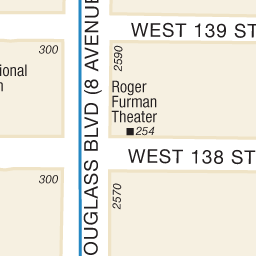 WEST 139 ST
300
2590
ional
Roger
Furman
Theater
254
OUGLASS BLVD (8 AVENUE
WEST 138 ST
300
2570